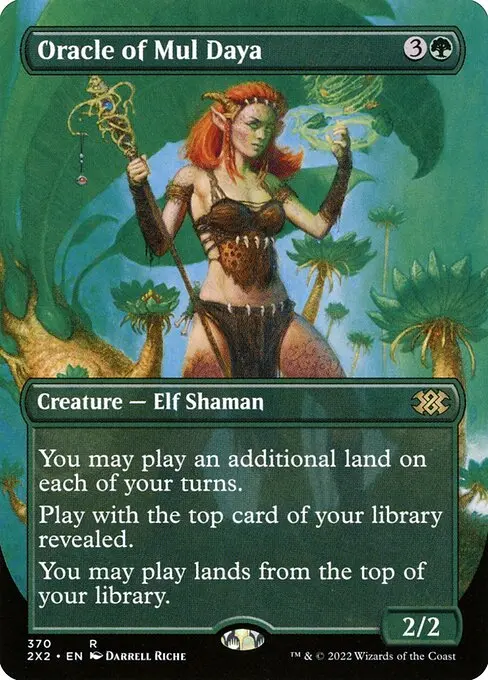 Oracle of Mul Daya 3
Creature — Elf Shaman
You may play an additional land on
each of your turns.
Play with the top card of your library
revealed.
You may play lands from the top of
your library.
2/2
370 R
2X2 • EN Darrell Riche
™ & © 2022 Wizards of the Coast